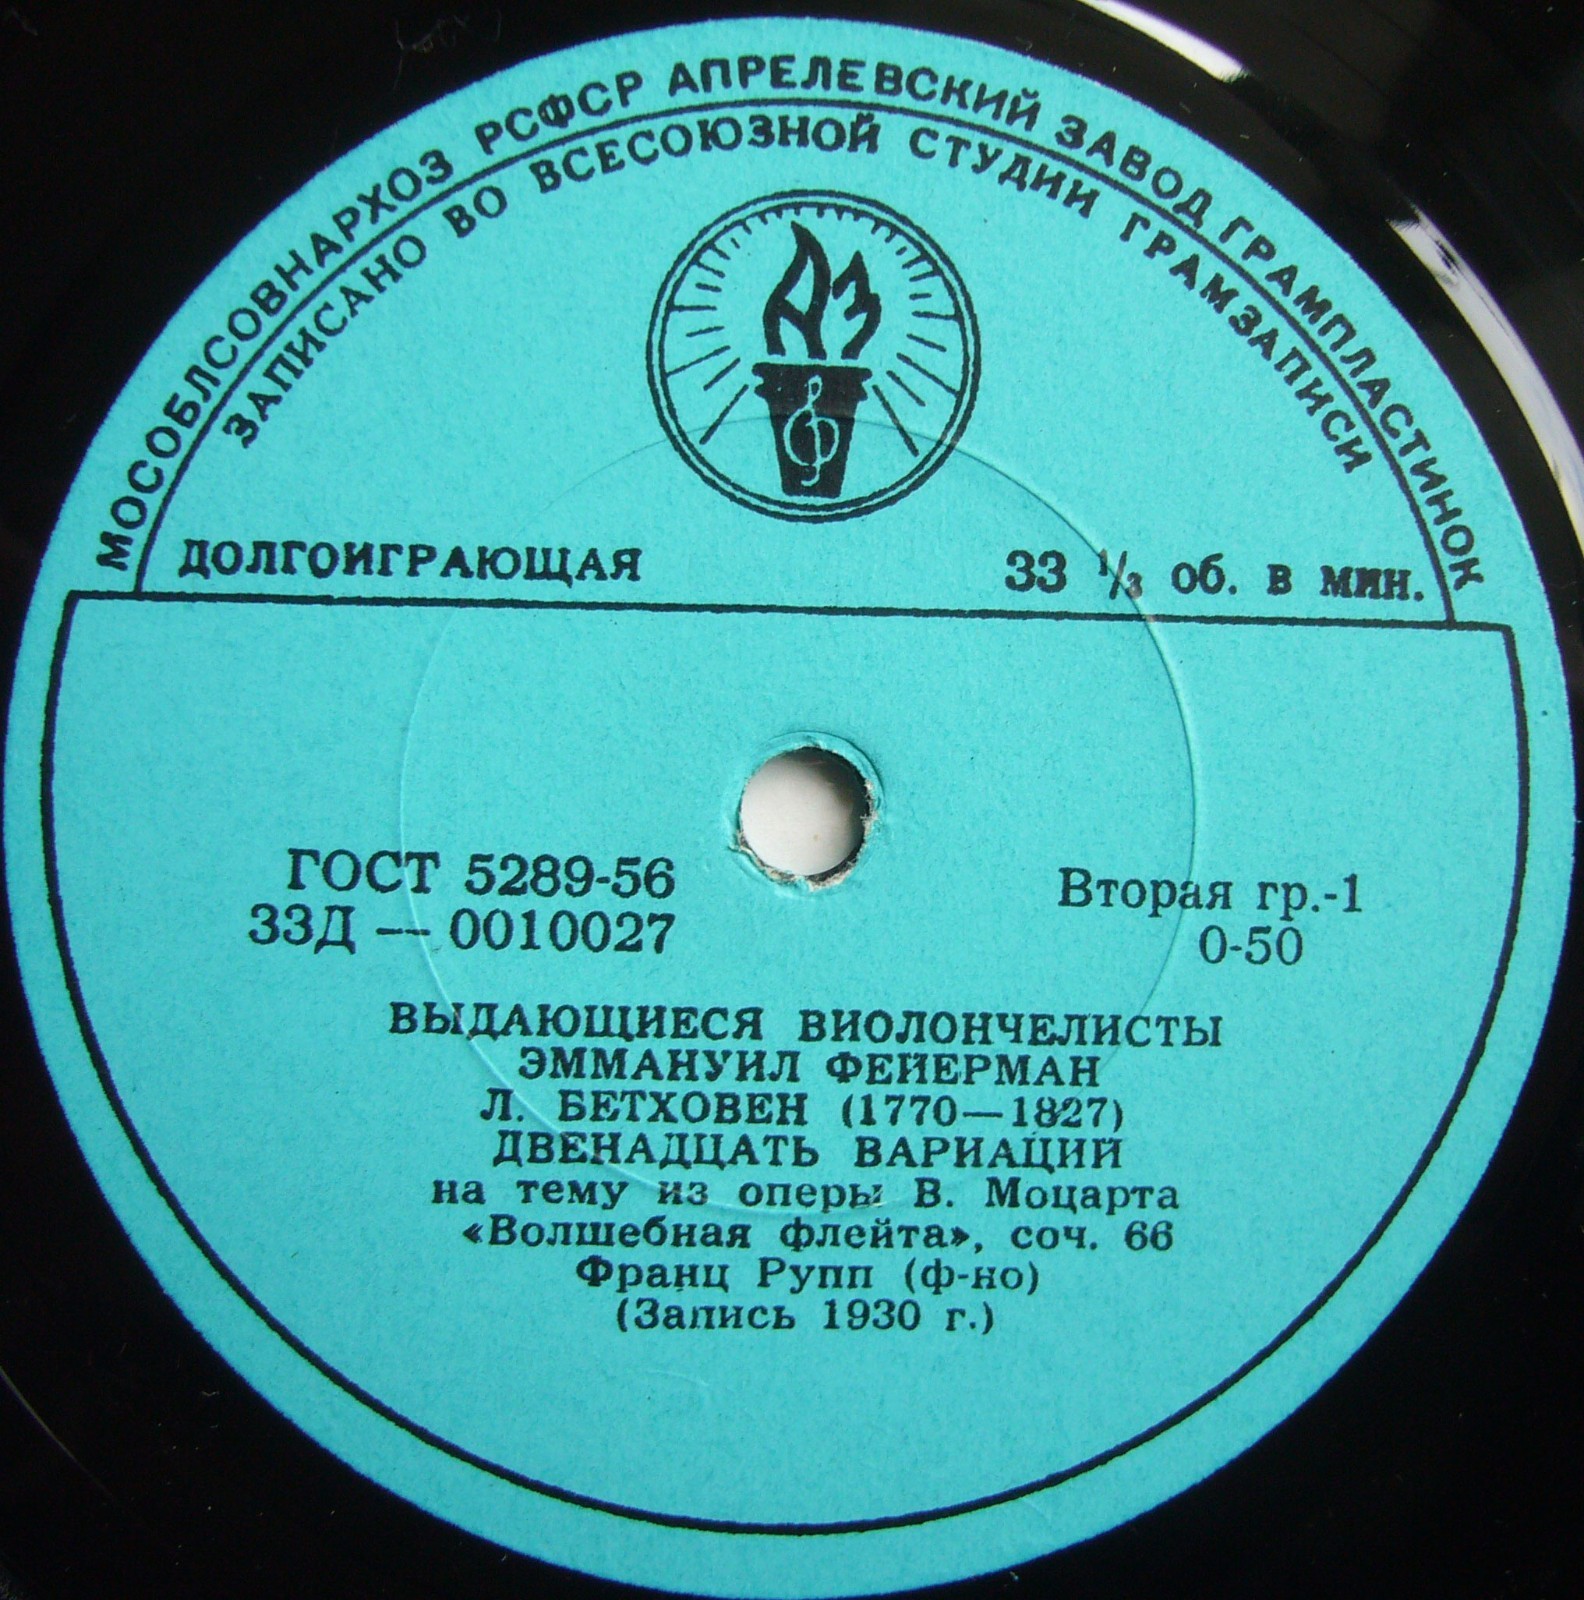 МОСОБЛСОВНАРХОЗ РСФСР АПРЕЛЕВСКИЙ ЗАВОД ГРАМПЛАСТИНОК
ЗАПИСАНО ВО ВСЕСОЮЗНОЙ СТУДИИ ГРАМЗАПИСИ
АЗ
ДОЛГОИГРАЮЩАЯ 33 1/3 об. в мин.
ГОСТ 5289-56 Вторая гр.-1
33Д — 0010027 0-50
ВЫДАЮЩИЕСЯ ВИОЛОНЧЕЛИСТЫ
ЭММАНУИЛ ФЕЙЕРМАН
Л. БЕТХОВЕН (1770—1827)
ДВЕНАДЦАТЬ ВАРИАЦИЙ
на тему из оперы В. Моцарта
«Волшебная флейта», соч. 66
Франц Рупп (ф-но)
(Запись 1930 г.)